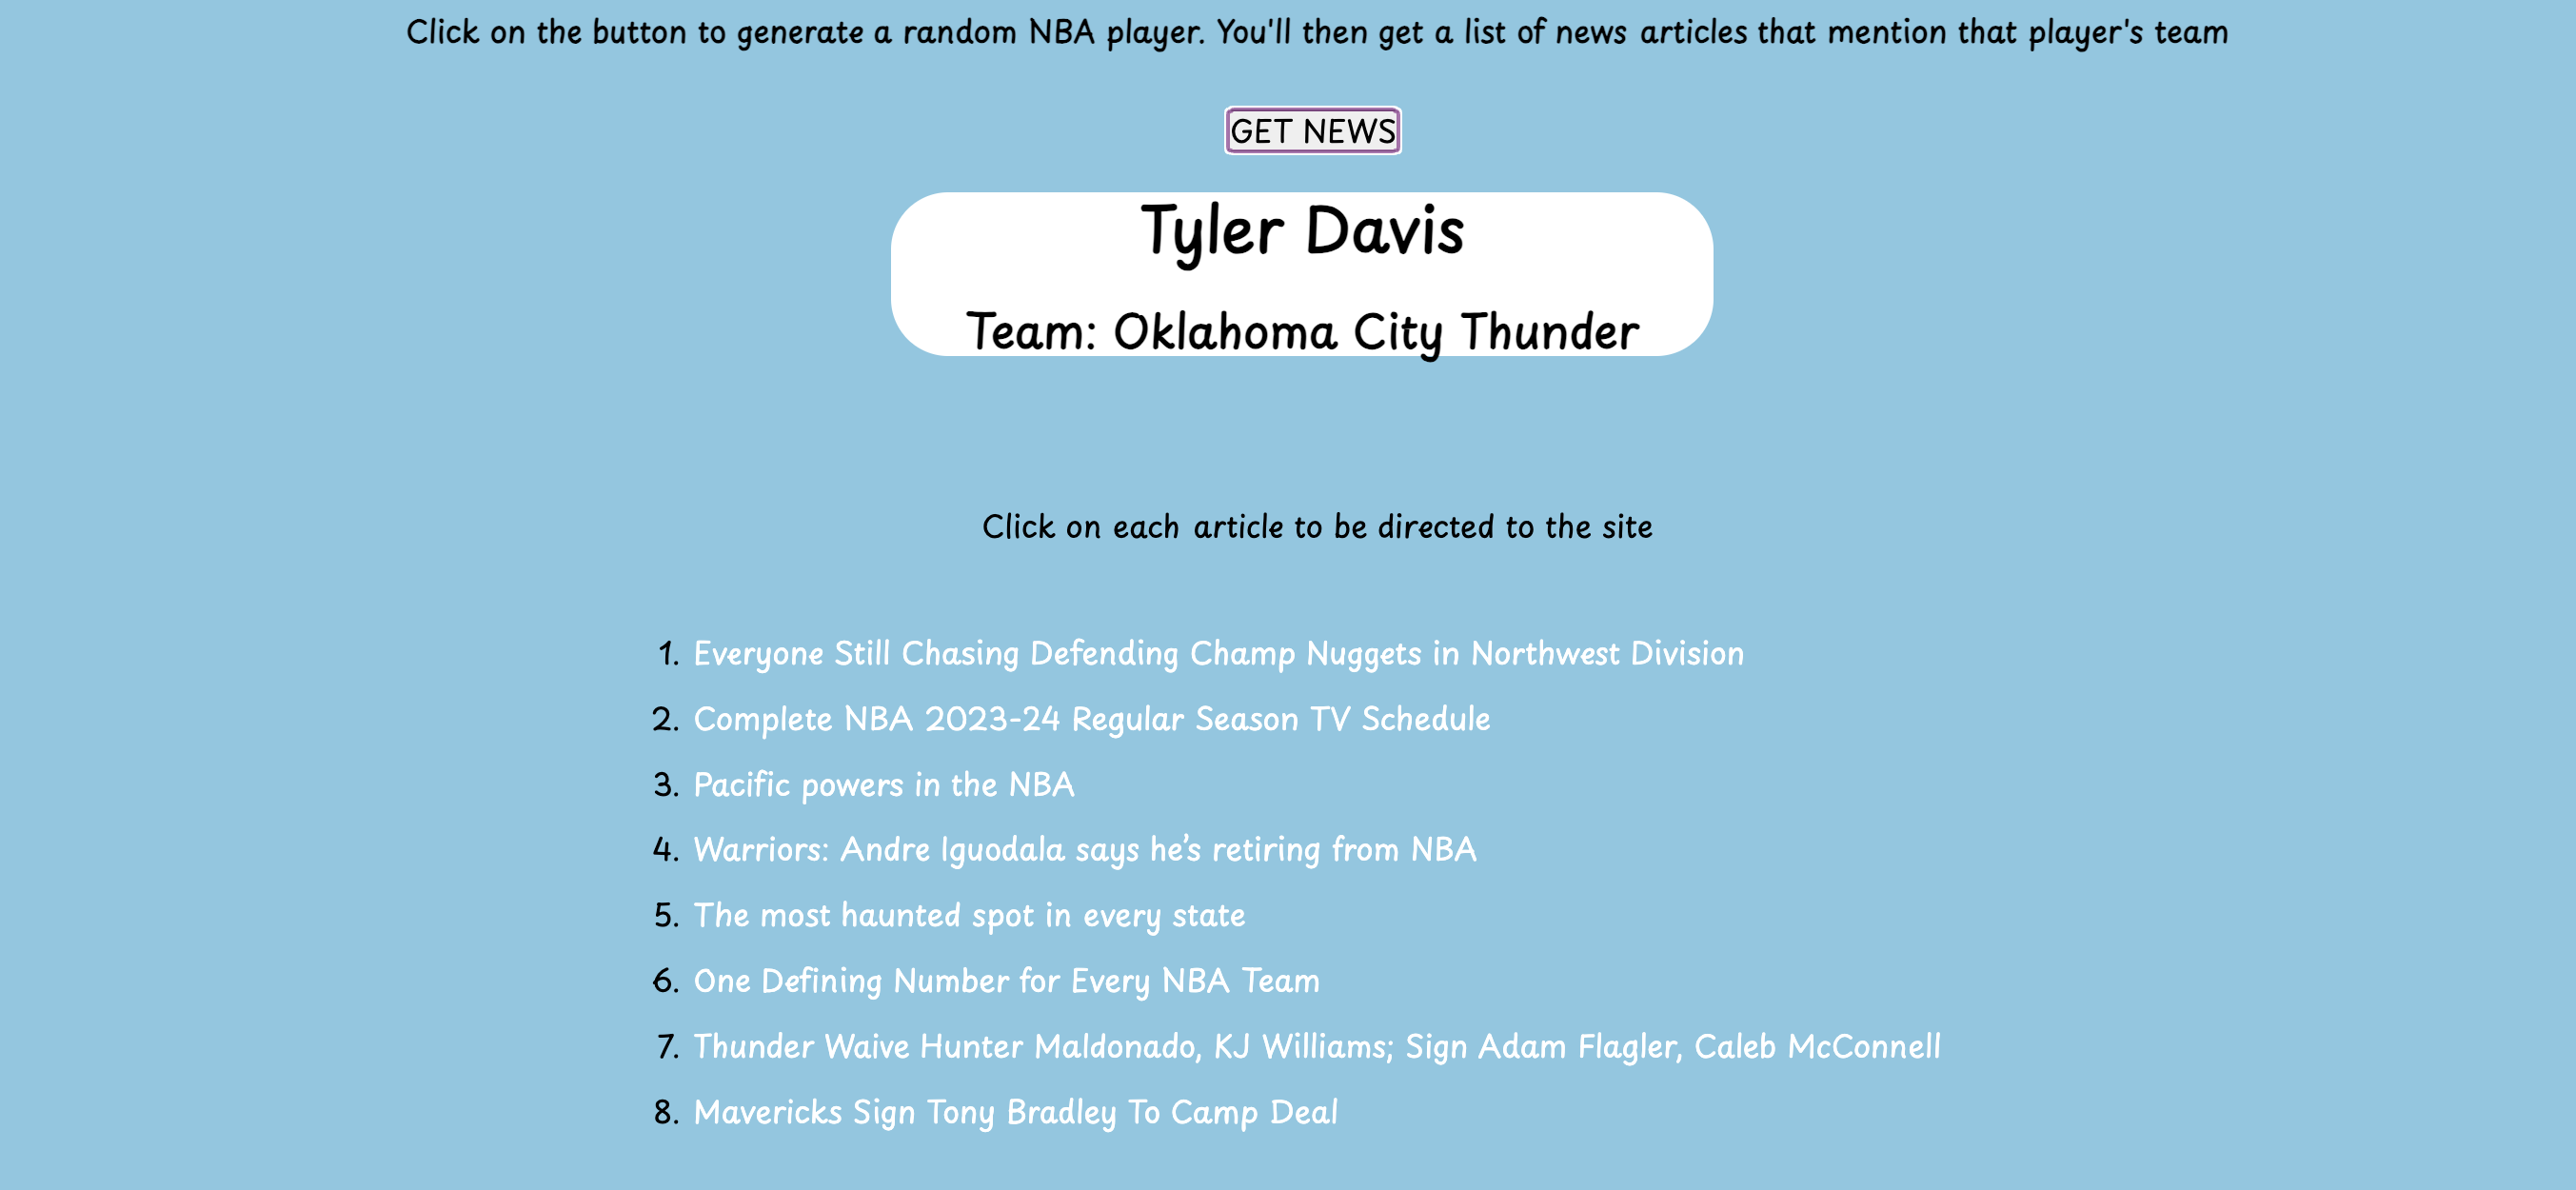 Click on the button to generate a random NBA player. You'll then get a list of news articles that mention that player's team
GET NEWS
Tyler Davis
Team: Oklahoma City Thunder
Click on each article to be directed to the site
1. Everyone Still Chasing Defending Champ Nuggets in Northwest Division
2. Complete NBA 2023-24 Regular Season TV Schedule
3. Pacific powers in the NBA
4. Warriors: Andre Iguodala says he’s retiring from NBA
5. The most haunted spot in every state
6. One Defining Number for Every NBA Team
7. Thunder Waive Hunter Maldonado, KJ Williams; Sign Adam Flagler, Caleb McConnell
8. Mavericks Sign Tony Bradley To Camp Deal